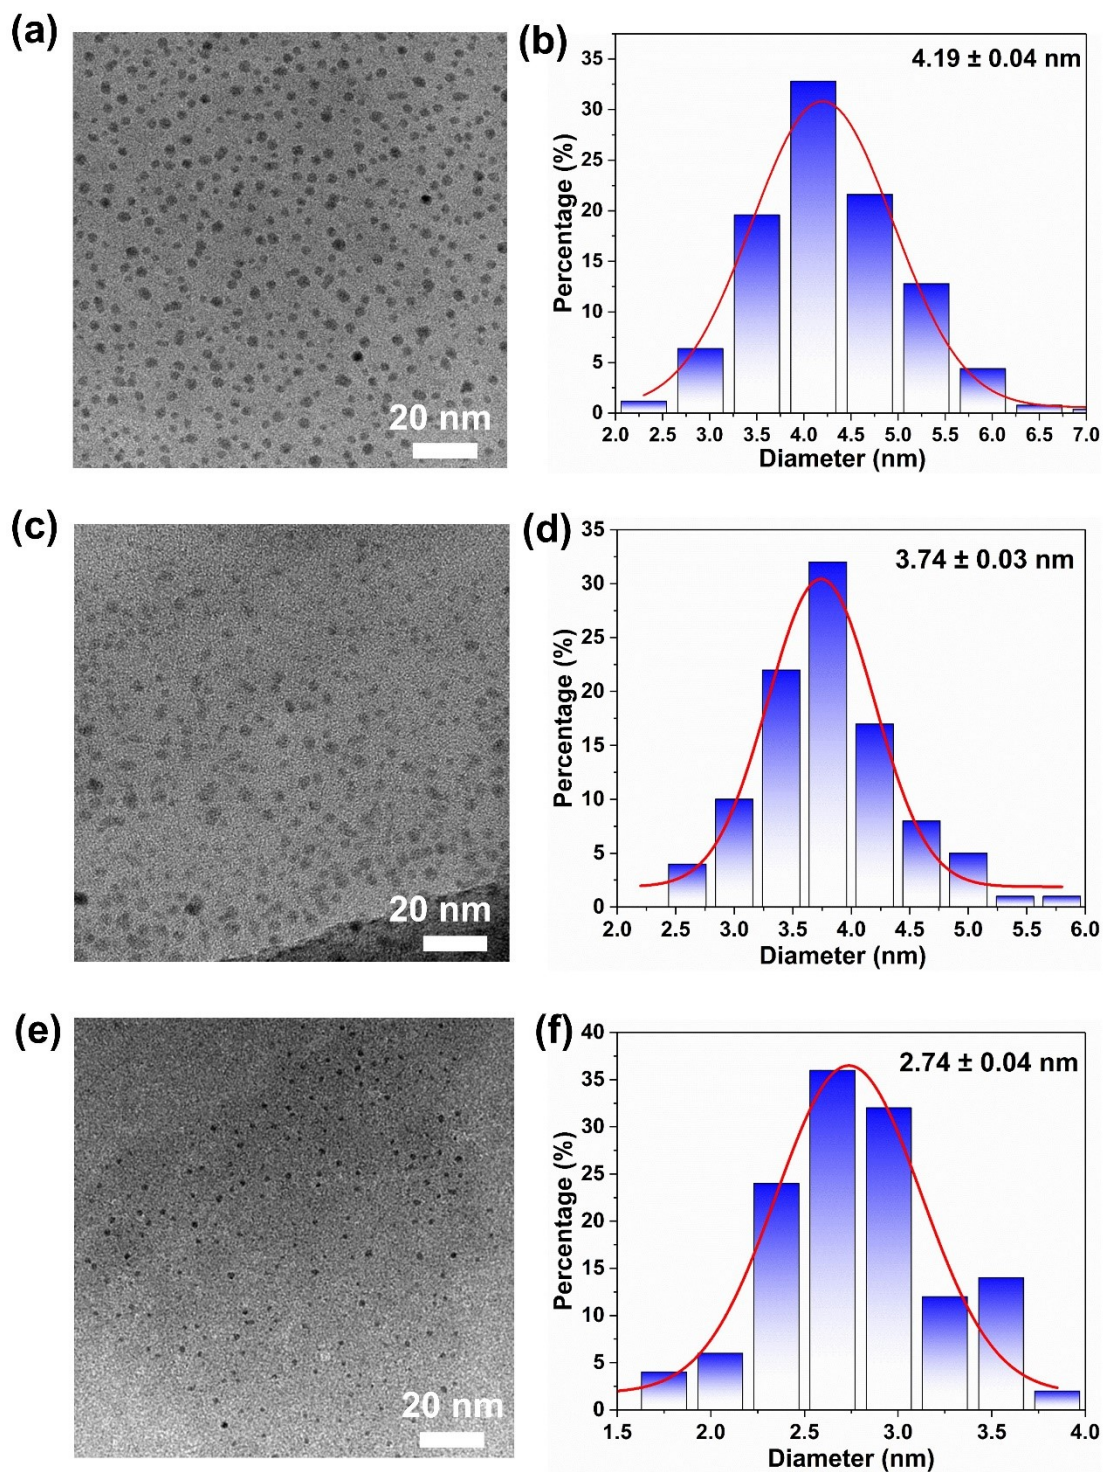 (a)
20 nm
(b)
4.19 ± 0.04 nm
Percentage (%)
35
30
25
20
15
10
5
0
2.0 2.5 3.0 3.5 4.0 4.5 5.0 5.5 6.0 6.5 7.0
Diameter (nm)
(c)
20 nm
(d)
3.74 ± 0.03 nm
Percentage (%)
35
30
25
20
15
10
5
0
2.0 2.5 3.0 3.5 4.0 4.5 5.0 5.5 6.0
Diameter (nm)
(e)
20 nm
(f)
2.74 ± 0.04 nm
Percentage (%)
40
35
30
25
20
15
10
5
0
1.5 2.0 2.5 3.0 3.5 4.0
Diameter (nm)